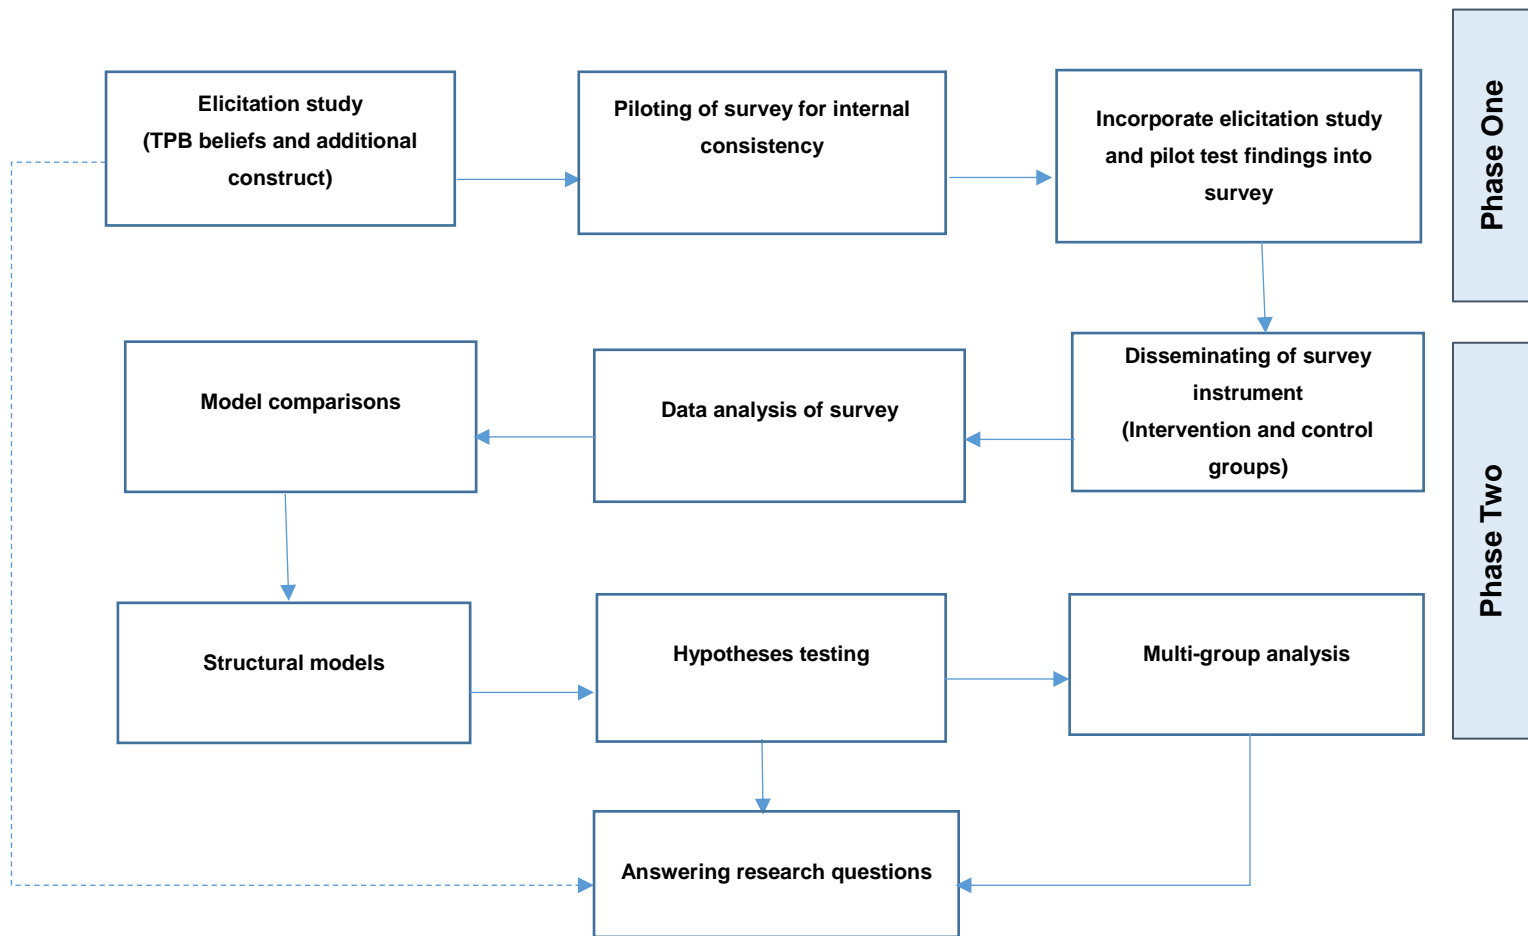 Elicitation study
(TPB beliefs and additional
construct)
Piloting of survey for internal
consistency
Incorporate elicitation study
and pilot test findings into
survey
Phase One
Model comparisons
Data analysis of survey
Disseminating of survey
instrument
(Intervention and control
groups)
Phase Two
Structural models
Hypotheses testing
Multi-group analysis
Answering research questions